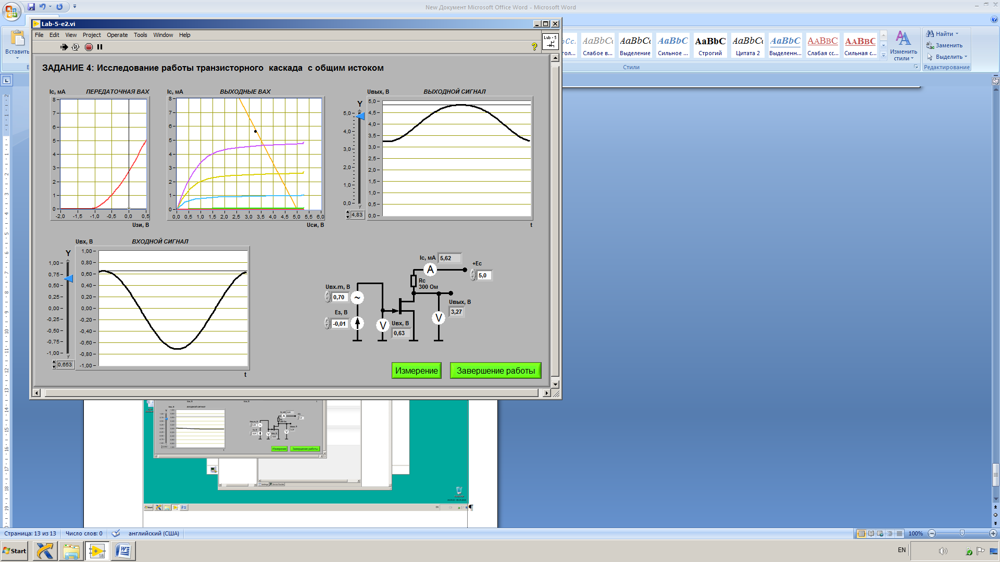 New Документ Microsoft Office Word - Microsoft Word
Вставить
Lab-5-e2.vi
File Edit View Project Operate Tools Window Help
Lab - 5
Слабое в... Выделение Сильное ... Строгий Цитата 2 Выделенн... Слабая сс... Сильная с...
Изменить стили
Стили
Найти
Заменить
Выделить
Редактирование
ЗАДАНИЕ 4: Исследование работы транзисторного каскада с общим истоком
Ic, мА ПЕРЕДАТОЧНАЯ ВАХ
8
7
6
5
4
3
2
1
0
-2,0 -1,5 -1,0 -0,5 0,0 0,5
Uзи, В
Ic, мА ВЫХОДНЫЕ ВАХ
8
7
6
5
4
3
2
1
0
0,0 0,5 1,0 1,5 2,0 2,5 3,0 3,5 4,0 4,5 5,0 5,5 6,0
Uси, В
Y
5,0
4,0
3,0
2,0
1,0
0,0
4,83
Uвых, В ВЫХОДНОЙ СИГНАЛ
5,0
4,5
4,0
3,5
3,0
2,5
2,0
1,5
1,0
0,5
0,0
t
Uвх, В ВХОДНОЙ СИГНАЛ
Y
1,00
0,75
0,50
0,25
0,00
-0,25
-0,50
-0,75
-1,00
0,653
1,00
0,80
0,60
0,40
0,20
0,00
-0,20
-0,40
-0,60
-0,80
-1,00
t
Ic, мА 5,62
+Ec
5,0
A
Rc
300 Ом
Uвх.m, В
0,70
~
Eз, В
-0,01
V
Uвх, В
0,63
V
Uвых, В
3,27
Измерение
Завершение работы
Измерение Завершение работы
¶
Страница: 13 из 13 Число слов: 0 английский (США)
100%
Start
18
EN